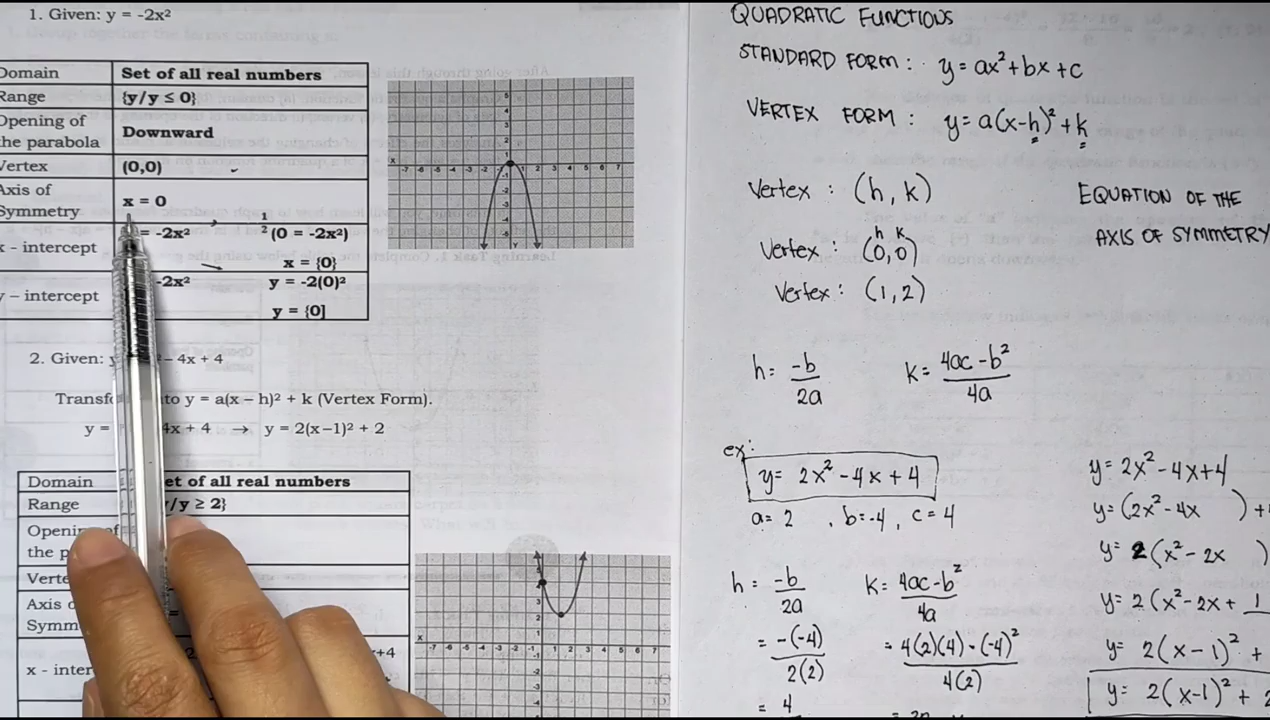 1. Given: y = -2x²
Domain Set of all real numbers
Range {y/y ≤ 0}
Opening of the parabola Downward
Vertex (0,0)
Axis of Symmetry x = 0
x - intercept = -2x² 1/2 (0 = -2x²)
x = {0}
y – intercept -2x² y = -2(0)²
y = {0]
2. Given: - 4x + 4
to y = a(x – h)² + k (Vertex Form).
y = 4x + 4 → y = 2(x−1)² + 2
Domain Set of all real numbers
Range /y ≥ 2}
the
Axis
+4
QUADRATIC FUNCTIONS
STANDARD FORM : y = ax² + bx + c
VERTEX FORM : y = a(x-h)² + k
Vertex : (h, k)
h k
Vertex : (0, 0)
Vertex : (1, 2)
EQUATION OF THE
AXIS OF SYMMETRY
h = -b/2a k = 4ac - b²/4a
ex:
y = 2x² - 4x + 4
a = 2 , b = -4 , c = 4
h = -b/2a k = 4ac - b²/4a
= -(-4)/2(2) = 4(2)(4) - (-4)²/4(2)
= 4
y = 2x² - 4x + 4
y = (2x² - 4x ) +
y = 2(x² - 2x )
y = 2(x² - 2x + 1
y = 2(x - 1)² +
y = 2(x-1)² + 2